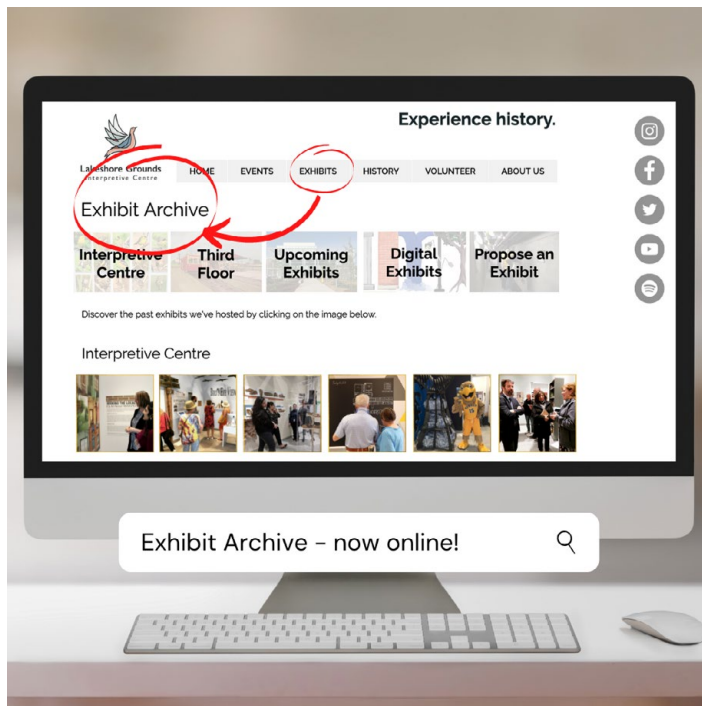 Experience history.
Lakeshore Grounds
Interpretive Centre
HOME EVENTS EXHIBITS HISTORY VOLUNTEER ABOUT US
Exhibit Archive
Interpretive Centre
Third Floor
Upcoming Exhibits
Digital Exhibits
Propose an Exhibit
Discover the past exhibits we've hosted by clicking on the image below.
Interpretive Centre
Exhibit Archive - now online!